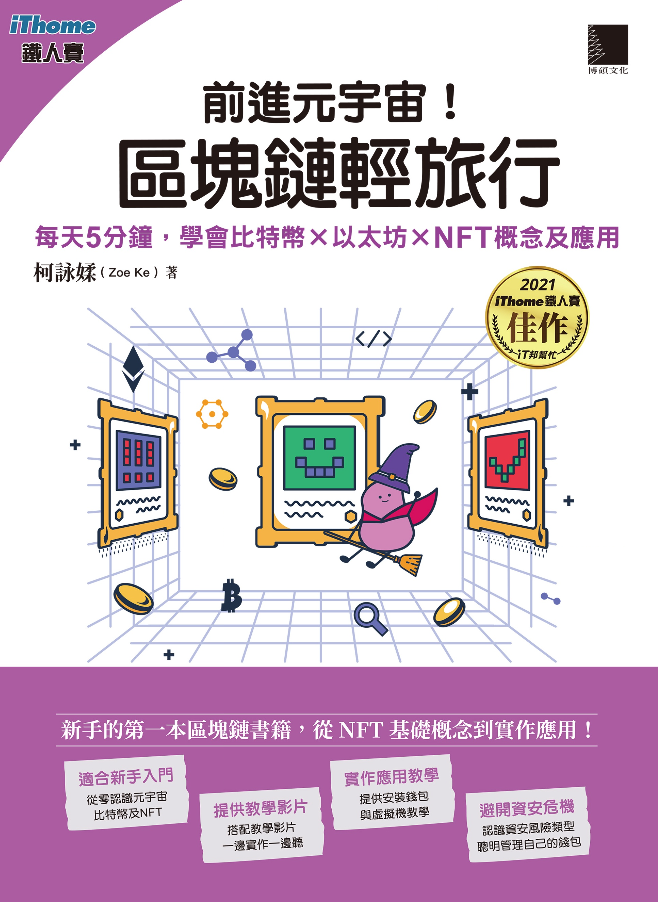 iThome
鐵人賽
博碩文化
前進元宇宙！
區塊鏈輕旅行
每天5分鐘，學會比特幣×以太坊×NFT概念及應用
柯詠媃（Zoe Ke）著
2021
iThome鐵人賽
佳作
iT邦幫忙
</>
新手的第一本區塊鏈書籍，從 NFT 基礎概念到實作應用！
適合新手入門
從零認識元宇宙
比特幣及NFT
提供教學影片
搭配教學影片
一邊實作一邊聽
實作應用教學
提供安裝錢包
與虛擬機教學
避開資安危機
認識資安風險類型
聰明管理自己的錢包